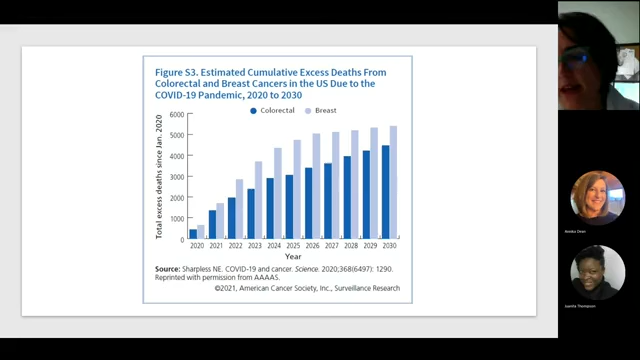 Figure S3. Estimated Cumulative Excess Deaths From
Colorectal and Breast Cancers in the US Due to the
COVID-19 Pandemic, 2020 to 2030
Colorectal Breast
Total excess deaths since Jan. 2020
6000
5000
4000
3000
2000
1000
0
2020 2021 2022 2023 2024 2025 2026 2027 2028 2029 2030
Year
Source: Sharpless NE. COVID-19 and cancer. Science. 2020;368(6497): 1290.
Reprinted with permission from AAAAS.
©2021, American Cancer Society, Inc., Surveillance Research
Juanita Thompson